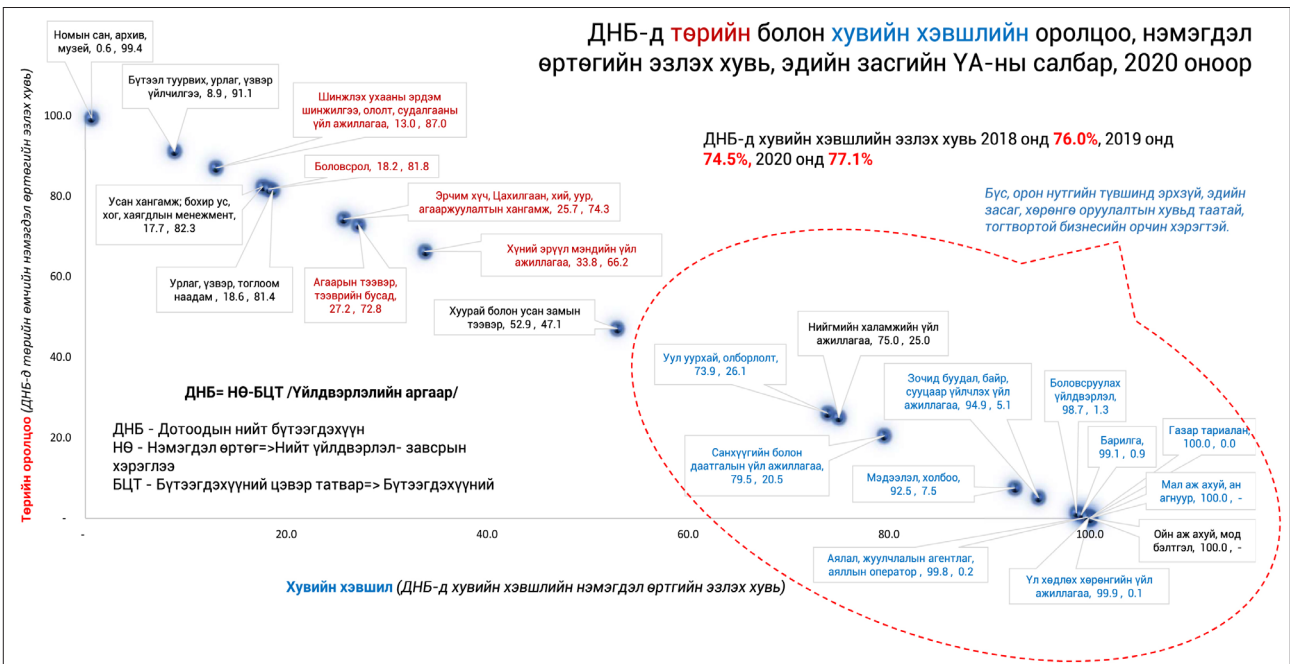 ДНБ-д төрийн болон хувийн хэвшлийн оролцоо, нэмэгдэл
өртөгийн эзлэх хувь, эдийн засгийн ҮА-ны салбар, 2020 оноор
ДНБ-д хувийн хэвшлийн эзлэх хувь 2018 онд 76.0%, 2019 онд
74.5%, 2020 онд 77.1%
Бүс, орон нутгийн түвшинд эрхзүй, эдийн
засаг, хөрөнгө оруулалтын хувьд таатай,
тогтвортой бизнесийн орчин хэрэгтэй.
Төрийн оролцоо (ДНБ-д төрийн өмчийн нэмэгдэл өртөгийн эзлэх хувь)
100.0
80.0
60.0
40.0
20.0
-
Номын сан, архив,
музей, 0.6 , 99.4
Бүтээл туурвих, урлаг, үзвэр
үйлчилгээ, 8.9 , 91.1
Шинжлэх ухааны эрдэм
шинжилгээ, ололт, судалгааны
үйл ажиллагаа, 13.0 , 87.0
Боловсрол, 18.2 , 81.8
Усан хангамж; бохир ус,
хог, хаягдлын менежмент,
17.7 , 82.3
Эрчим хүч, Цахилгаан, хий, уур,
агааржуулалтын хангамж, 25.7 , 74.3
Хүний эрүүл мэндийн үйл
ажиллагаа, 33.8 , 66.2
Урлаг, үзвэр, тоглоом
наадам , 18.6 , 81.4
Агаарын тээвэр,
тээврийн бусад,
27.2 , 72.8
Хуурай болон усан замын
тээвэр, 52.9 , 47.1
Нийгмийн халамжийн үйл
ажиллагаа, 75.0 , 25.0
Уул уурхай, олборлолт,
73.9 , 26.1
Зочид буудал, байр,
сууцаар үйлчлэх үйл
ажиллагаа, 94.9 , 5.1
Боловсруулах
үйлдвэрлэл,
98.7 , 1.3
Барилга,
99.1 , 0.9
Газар тариалан,
100.0 , 0.0
Санхүүгийн болон
даатгалын үйл ажиллагаа,
79.5 , 20.5
Мэдээлэл, холбоо,
92.5 , 7.5
Мал аж ахуй, ан
агнуур, 100.0 , -
Ойн аж ахуй, мод
бэлтгэл, 100.0 , -
Аялал, жуулчлалын агентлаг,
аяллын оператор , 99.8 , 0.2
Үл хөдлөх хөрөнгийн үйл
ажиллагаа, 99.9 , 0.1
ДНБ= НӨ-БЦТ /Үйлдвэрлэлийн аргаар/
ДНБ - Дотоодын нийт бүтээгдэхүүн
НӨ - Нэмэгдэл өртөг=>Нийт үйлдвэрлэл- завсрын
хэрэглээ
БЦТ - Бүтээгдэхүүний цэвэр татвар=> Бүтээгдэхүүний
-
20.0
40.0
60.0
80.0
100.0
Хувийн хэвшил (ДНБ-д хувийн хэвшлийн нэмэгдэл өртгийн эзлэх хувь)